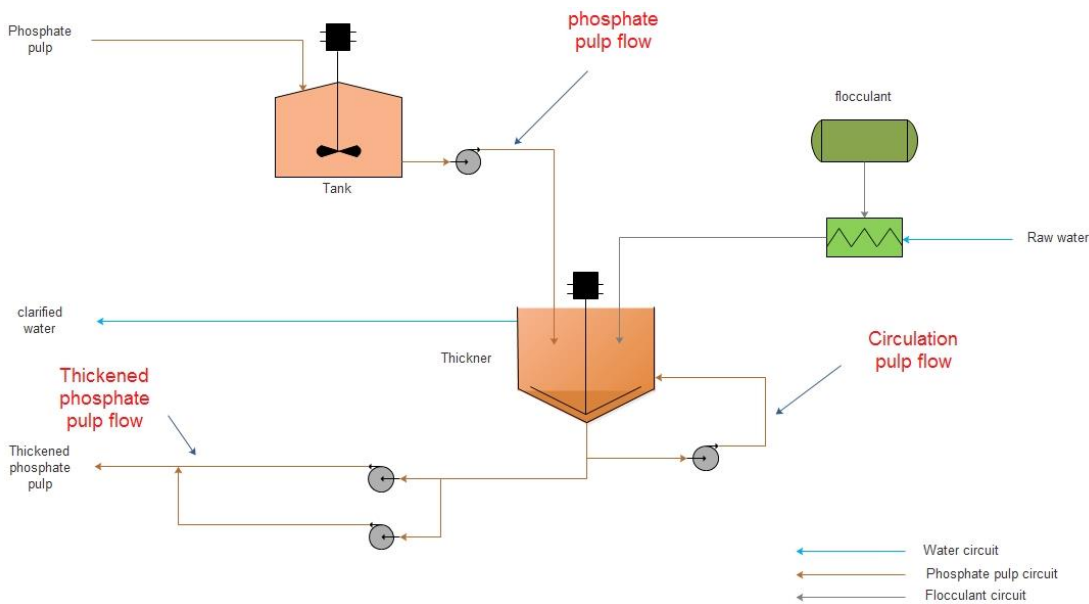 Phosphate
pulp
phosphate
pulp flow
flocculant
Tank
Raw water
clarified
water
Thickner
Circulation
pulp flow
Thickened
phosphate
pulp flow
Thickened
phosphate
pulp
Water circuit
Phosphate pulp circuit
Flocculant circuit